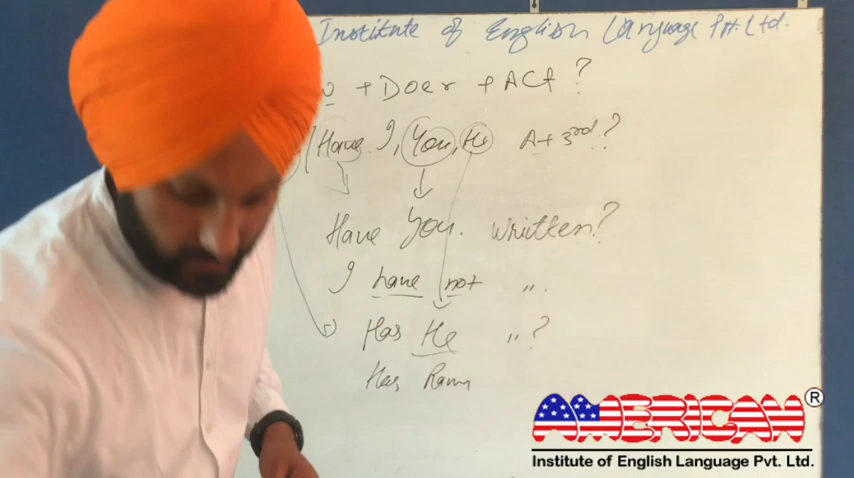 Institute of English Language Pvt. Ltd.
+ Doer + ACt ?
Have I, You, He A+3rd ?
Have You. Written?
I have not ".
Has He "?
Has Ram
AMERICAN®
Institute of English Language Pvt. Ltd.